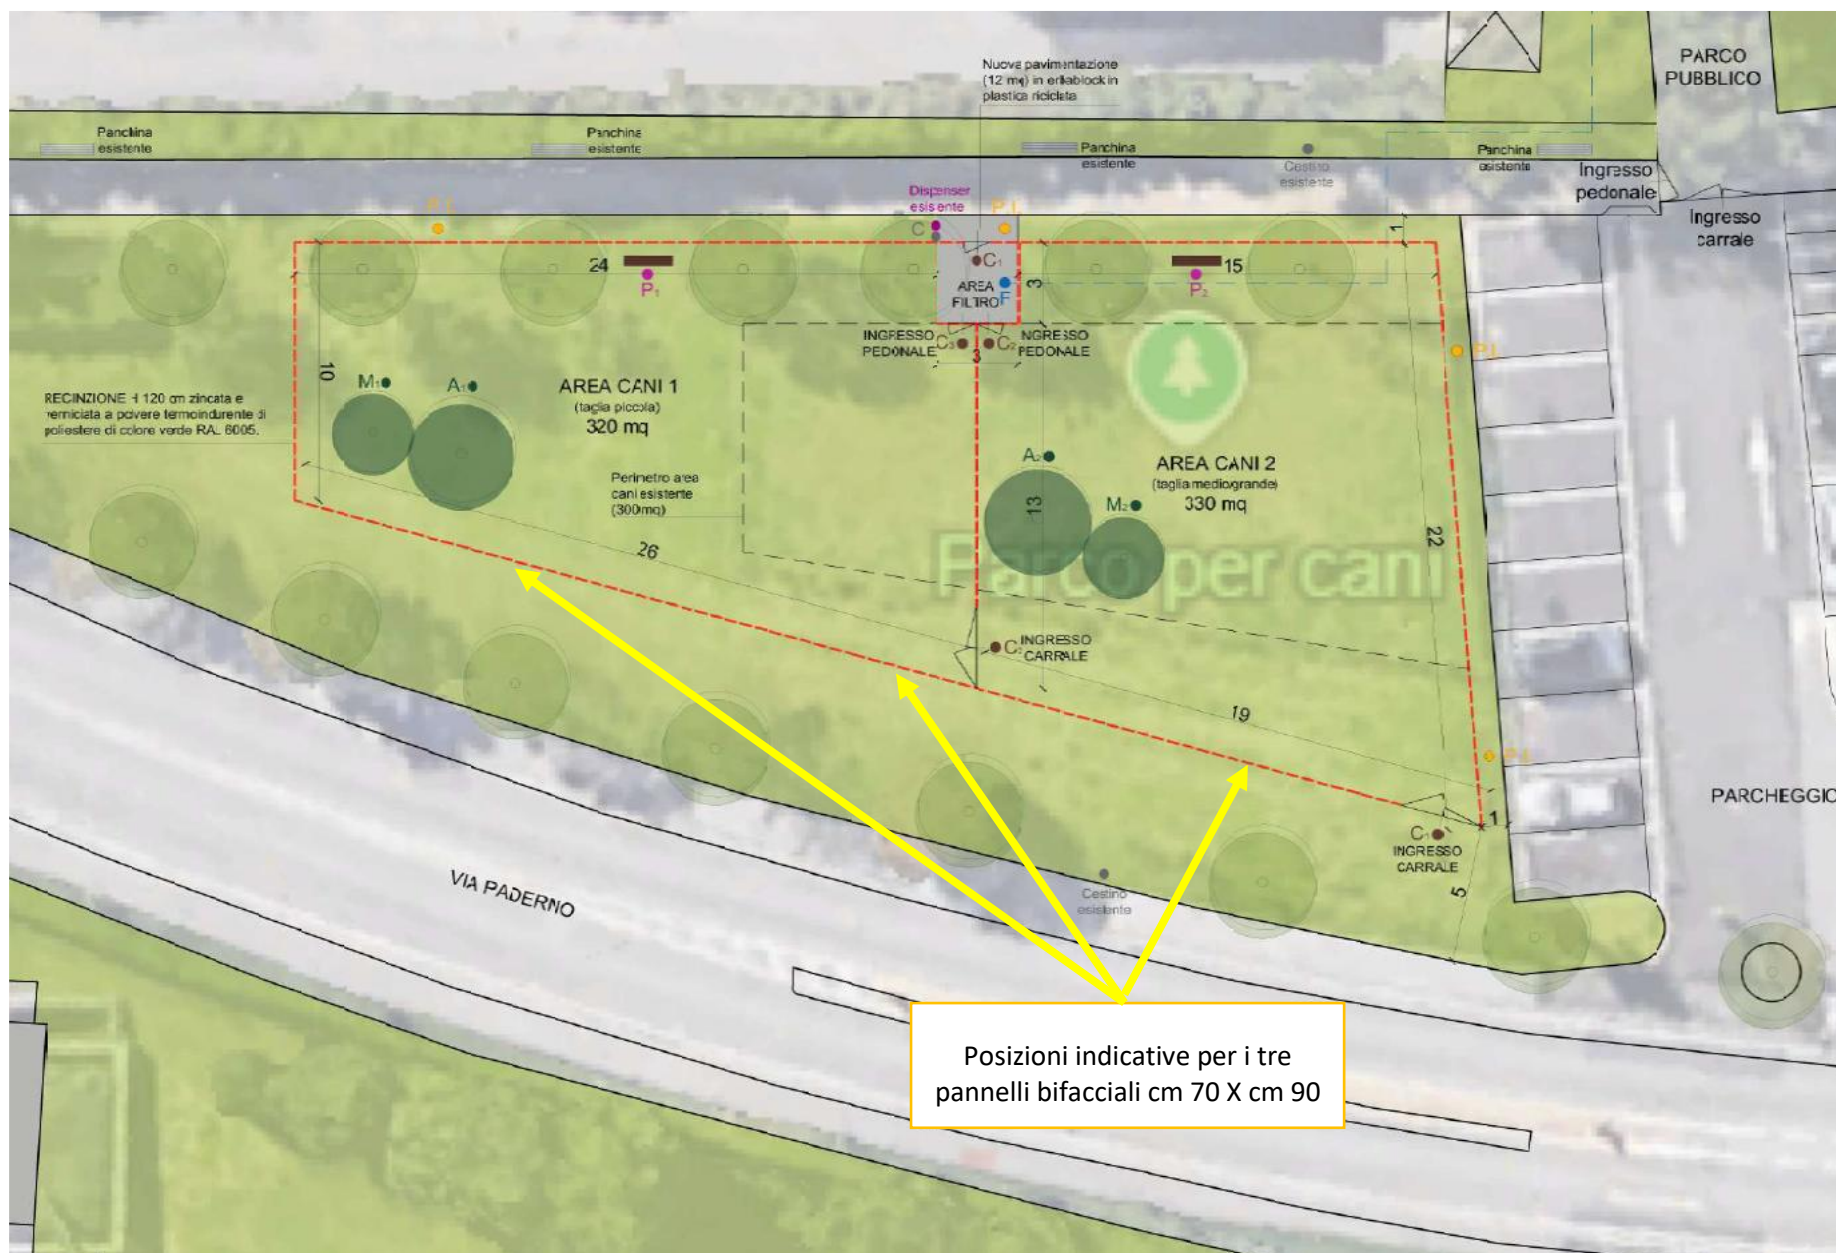 Nuova pavimentazione
(12 mq) in erbablock in
plastica riciclata
PARCO
PUBBLICO
Panchina
esistente
Panchina
esistente
Panchina
esistente
Cestino
esistente
Panchina
esistente
Ingresso
pedonale
Ingresso
carrale
Dispenser
esistente
P.I.
P.I.
C
1
24
P1
C1
AREA
FILTRO
F
3
15
P2
INGRESSO
PEDONALE
C3
C2
INGRESSO
PEDONALE
3
P.I.
10
M1
A1
AREA CANI 1
(taglia piccola)
320 mq
RECINZIONE H 120 cm zincata e
verniciata a polvere termoindurente di
poliestere di colore verde RAL 6005.
Perimetro area
cani esistente
(300mq)
A2
13
M2
AREA CANI 2
(taglia medio/grande)
330 mq
22
Parco per cani
26
C2
INGRESSO
CARRALE
19
P.I.
PARCHEGGIO
1
C1
INGRESSO
CARRALE
5
VIA PADERNO
Cestino
esistente
Posizioni indicative per i tre
pannelli bifacciali cm 70 X cm 90